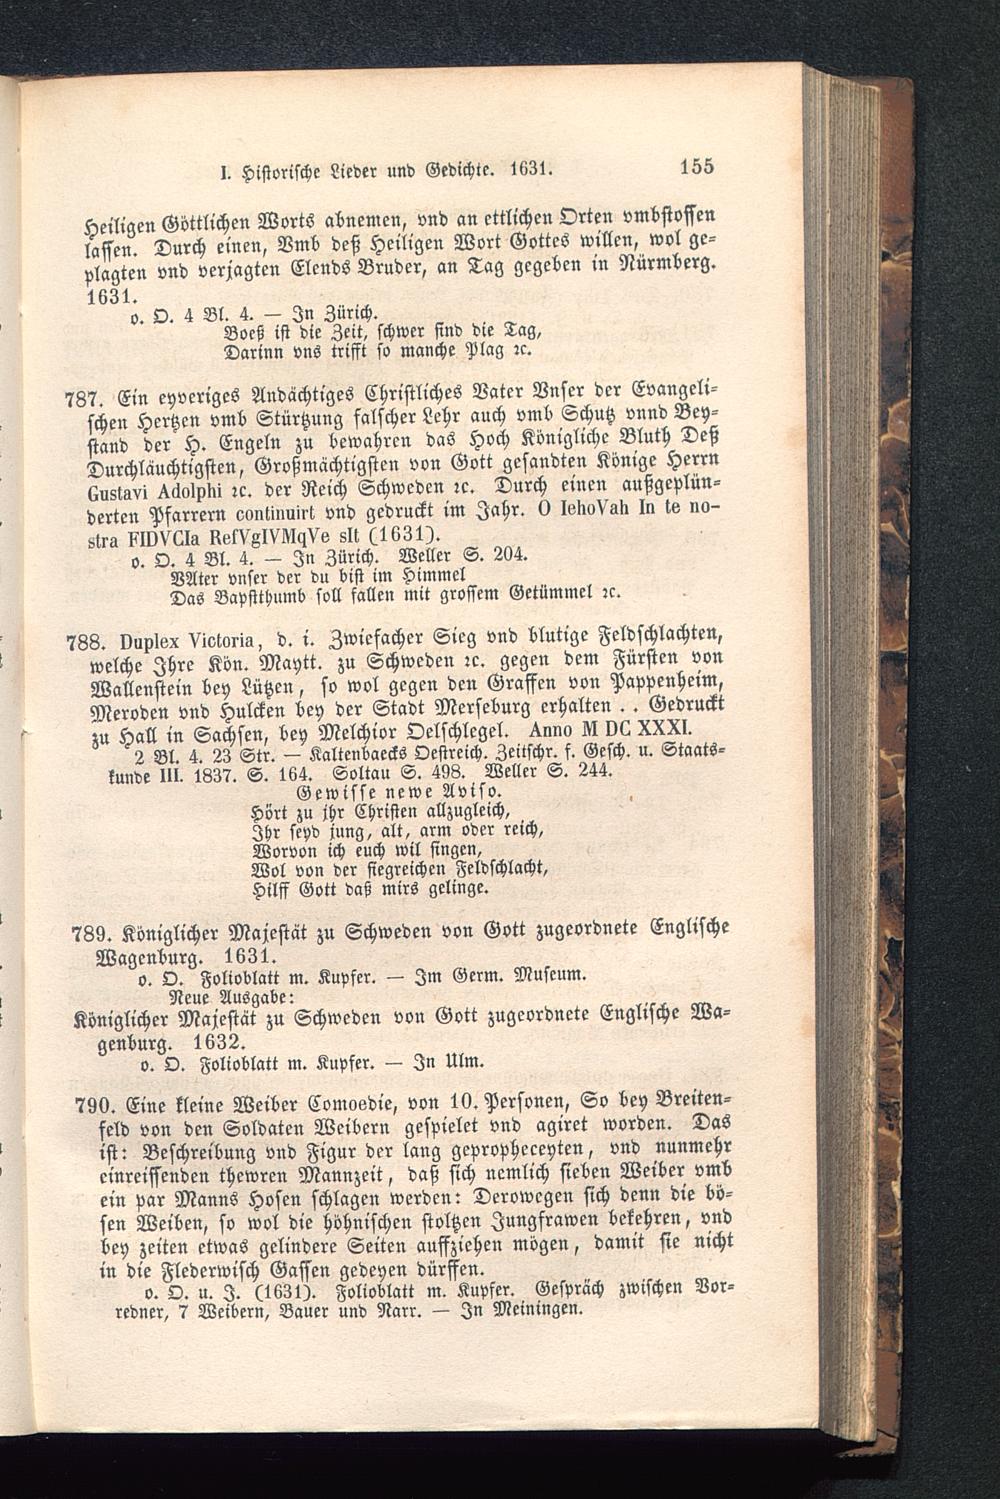 I. Historische Lieder und Gedichte. 1631. 155
Heiligen Göttlichen Worts abnemen, vnd an ettlichen Orten vmbstossen
lassen. Durch einen, Vmb deß Heiligen Wort Gottes willen, wol ge=
plagten vnd verjagten Elends Bruder, an Tag gegeben in Nürmberg.
1631.
o. O. 4 Bl. 4. — In Zürich.
Boeß ist die Zeit, schwer sind die Tag,
Darinn vns trifft so manche Plag ꝛc.
787. Ein eyveriges Andächtiges Christliches Vater Vnser der Evangeli=
schen Hertzen vmb Stürtzung falscher Lehr auch vmb Schutz vnnd Bey=
stand der H. Engeln zu bewahren das Hoch Königliche Bluth Deß
Durchläuchtigsten, Großmächtigsten von Gott gesandten Könige Herrn
Gustavi Adolphi ꝛc. der Reich Schweden ꝛc. Durch einen außgeplün=
derten Pfarrern continuirt vnd gedruckt im Jahr. O IehoVah In te no-
stra FIDVCIa RefVgIVMqVe sIt (1631).
o. O. 4 Bl. 4. — In Zürich. Weller S. 204.
VAter vnser der du bist im Himmel
Das Bapstthumb soll fallen mit grossem Getümmel ꝛc.
788. Duplex Victoria, d. i. Zwiefacher Sieg vnd blutige Feldschlachten,
welche Ihre Kön. Maytt. zu Schweden ꝛc. gegen dem Fürsten von
Wallenstein bey Lützen, so wol gegen den Graffen von Pappenheim,
Meroden vnd Hulcken bey der Stadt Merseburg erhalten . . Gedruckt
zu Hall in Sachsen, bey Melchior Oelschlegel. Anno M DC XXXI.
2 Bl. 4. 23 Str. — Kaltenbaecks Oestreich. Zeitschr. f. Gesch. u. Staats=
kunde III. 1837. S. 164. Soltau S. 498. Weller S. 244.
Gewisse newe Aviso.
Hört zu jhr Christen allzugleich,
Ihr seyd jung, alt, arm oder reich,
Worvon ich euch wil singen,
Wol von der siegreichen Feldschlacht,
Hilff Gott daß mirs gelinge.
789. Königlicher Majestät zu Schweden von Gott zugeordnete Englische
Wagenburg. 1631.
o. O. Folioblatt m. Kupfer. — Im Germ. Museum.
Neue Ausgabe:
Königlicher Majestät zu Schweden von Gott zugeordnete Englische Wa=
genburg. 1632.
o. O. Folioblatt m. Kupfer. — In Ulm.
790. Eine kleine Weiber Comoedie, von 10. Personen, So bey Breiten=
feld von den Soldaten Weibern gespielet vnd agiret worden. Das
ist: Beschreibung vnd Figur der lang gepropheceyten, vnd nunmehr
einreissenden thewren Mannzeit, daß sich nemlich sieben Weiber vmb
ein par Manns Hosen schlagen werden: Derowegen sich denn die bö=
sen Weiben, so wol die höhnischen stoltzen Jungfrawen bekehren, vnd
bey zeiten etwas gelindere Seiten auffziehen mögen, damit sie nicht
in die Flederwisch Gassen gedeyen dürffen.
o. O. u. J. (1631). Folioblatt m. Kupfer. Gespräch zwischen Vor=
redner, 7 Weibern, Bauer und Narr. — In Meiningen.